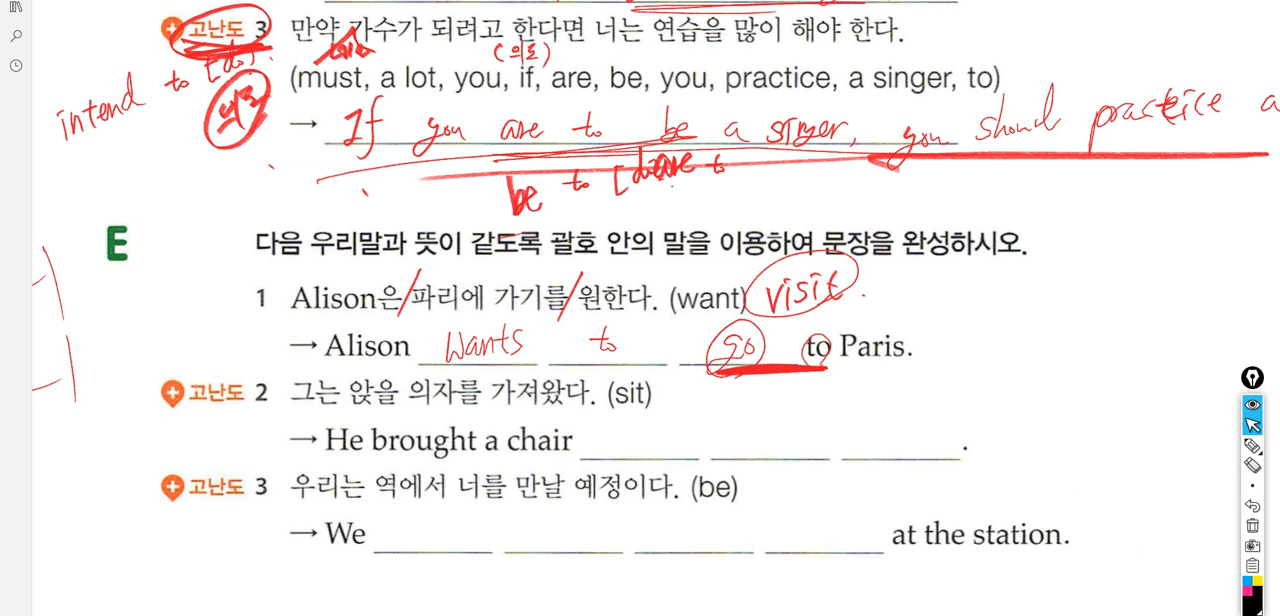 고난도 3 만약 가수가 되려고 한다면 너는 연습을 많이 해야 한다.
(의도)
intend to [do].
(must, a lot, you, if, are, be, you, practice, a singer, to)
의도
→ If you are to be a singer, you should practice a
be to [
E 다음 우리말과 뜻이 같도록 괄호 안의 말을 이용하여 문장을 완성하시오.
1 Alison은/파리에 가기를/원한다. (want) visit.
→ Alison wants to go to Paris.
고난도 2 그는 앉을 의자를 가져왔다. (sit)
→ He brought a chair .
고난도 3 우리는 역에서 너를 만날 예정이다. (be)
→ We at the station.